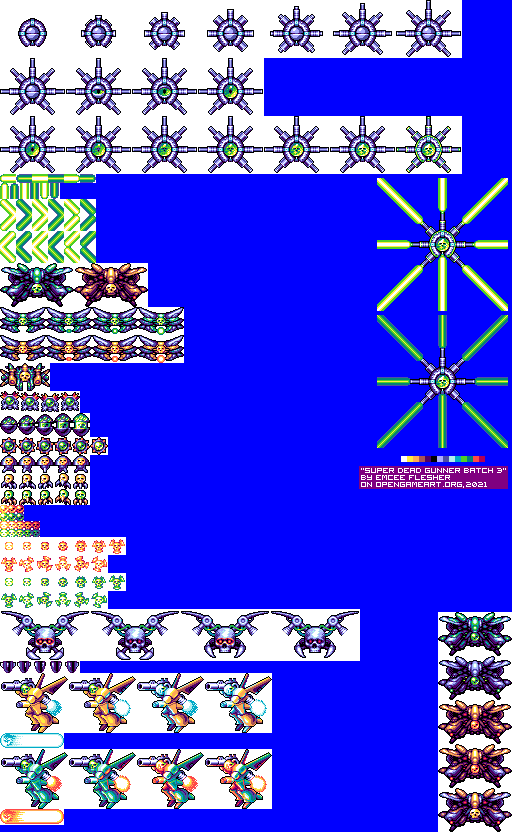 "SUPER DEAD GUNNER BATCH 3"
BY EMCEE FLESHER
ON OPENGAMEART.ORG,2021